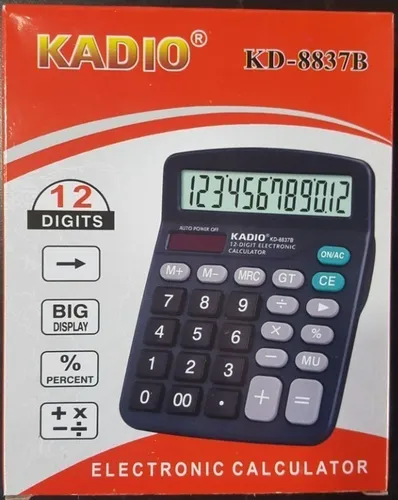 KADIO®
KD-8837B
12
DIGITS
→
BIG
DISPLAY
%
PERCENT
+ ×
− ÷
123456789012
AUTO POWER OFF
KADIO® KD-8837B
12-DIGIT ELECTRONIC
CALCULATOR
ON/AC
M+ M− MRC GT CE
7 8 9 ÷ ▶
4 5 6 × %
1 2 3 − MU
0 00 · + =
ELECTRONIC CALCULATOR